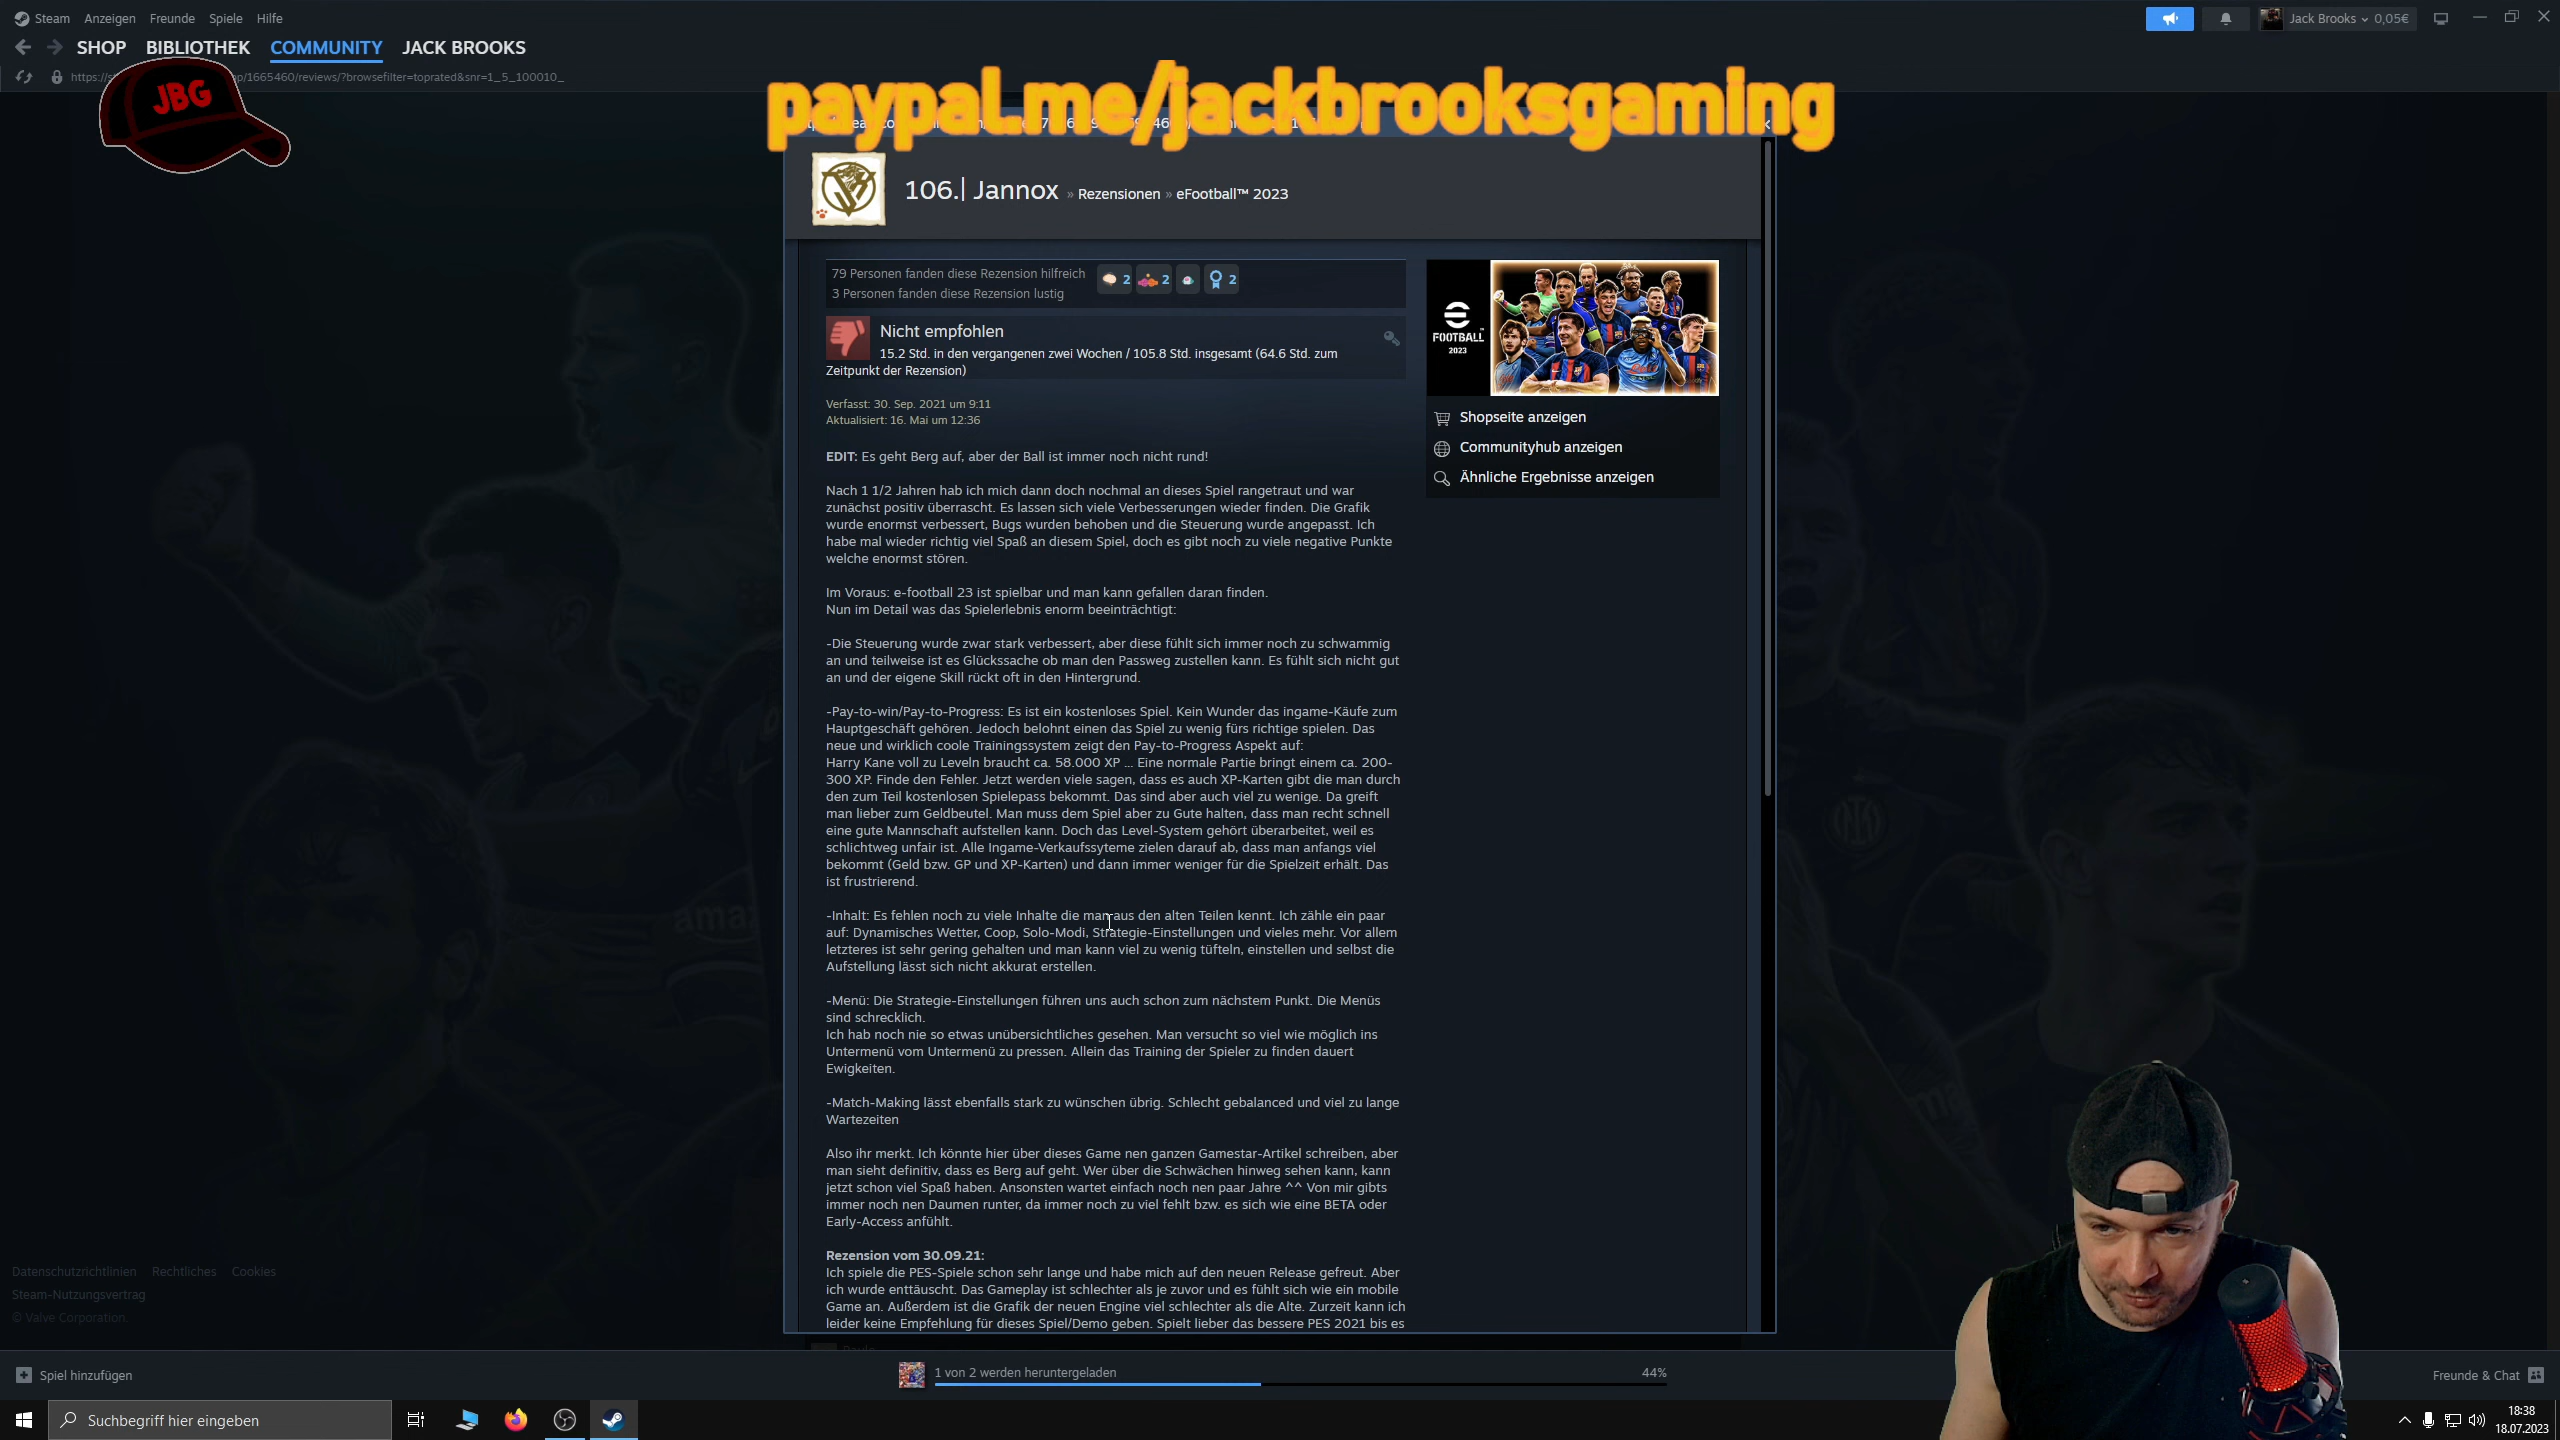 Steam Anzeigen Freunde Spiele Hilfe
Jack Brooks 0,05€
SHOP BIBLIOTHEK COMMUNITY JACK BROOKS
p/1665460/reviews/?browsefilter=toprated&snr=1_5_100010_
JBG
paypal.me/jackbrooksgaming
106.| Jannox » Rezensionen » eFootball™ 2023
79 Personen fanden diese Rezension hilfreich
2 2 2
3 Personen fanden diese Rezension lustig
Nicht empfohlen
15.2 Std. in den vergangenen zwei Wochen / 105.8 Std. insgesamt (64.6 Std. zum
Zeitpunkt der Rezension)
FOOTBALL
2023
Shopseite anzeigen
Communityhub anzeigen
Ähnliche Ergebnisse anzeigen
Verfasst: 30. Sep. 2021 um 9:11
Aktualisiert: 16. Mai um 12:36
EDIT: Es geht Berg auf, aber der Ball ist immer noch nicht rund!
Nach 1 1/2 Jahren hab ich mich dann doch nochmal an dieses Spiel rangetraut und war
zunächst positiv überrascht. Es lassen sich viele Verbesserungen wieder finden. Die Grafik
wurde enormst verbessert, Bugs wurden behoben und die Steuerung wurde angepasst. Ich
habe mal wieder richtig viel Spaß an diesem Spiel, doch es gibt noch zu viele negative Punkte
welche enormst stören.
Im Voraus: e-football 23 ist spielbar und man kann gefallen daran finden.
Nun im Detail was das Spielerlebnis enorm beeinträchtigt:
-Die Steuerung wurde zwar stark verbessert, aber diese fühlt sich immer noch zu schwammig
an und teilweise ist es Glückssache ob man den Passweg zustellen kann. Es fühlt sich nicht gut
an und der eigene Skill rückt oft in den Hintergrund.
-Pay-to-win/Pay-to-Progress: Es ist ein kostenloses Spiel. Kein Wunder das ingame-Käufe zum
Hauptgeschäft gehören. Jedoch belohnt einen das Spiel zu wenig fürs richtige spielen. Das
neue und wirklich coole Trainingssystem zeigt den Pay-to-Progress Aspekt auf:
Harry Kane voll zu Leveln braucht ca. 58.000 XP ... Eine normale Partie bringt einem ca. 200-
300 XP. Finde den Fehler. Jetzt werden viele sagen, dass es auch XP-Karten gibt die man durch
den zum Teil kostenlosen Spielepass bekommt. Das sind aber auch viel zu wenige. Da greift
man lieber zum Geldbeutel. Man muss dem Spiel aber zu Gute halten, dass man recht schnell
eine gute Mannschaft aufstellen kann. Doch das Level-System gehört überarbeitet, weil es
schlichtweg unfair ist. Alle Ingame-Verkaufssyteme zielen darauf ab, dass man anfangs viel
bekommt (Geld bzw. GP und XP-Karten) und dann immer weniger für die Spielzeit erhält. Das
ist frustrierend.
-Inhalt: Es fehlen noch zu viele Inhalte die man aus den alten Teilen kennt. Ich zähle ein paar
auf: Dynamisches Wetter, Coop, Solo-Modi, Strategie-Einstellungen und vieles mehr. Vor allem
letzteres ist sehr gering gehalten und man kann viel zu wenig tüfteln, einstellen und selbst die
Aufstellung lässt sich nicht akkurat erstellen.
-Menü: Die Strategie-Einstellungen führen uns auch schon zum nächstem Punkt. Die Menüs
sind schrecklich.
Ich hab noch nie so etwas unübersichtliches gesehen. Man versucht so viel wie möglich ins
Untermenü vom Untermenü zu pressen. Allein das Training der Spieler zu finden dauert
Ewigkeiten.
-Match-Making lässt ebenfalls stark zu wünschen übrig. Schlecht gebalanced und viel zu lange
Wartezeiten
Also ihr merkt. Ich könnte hier über dieses Game nen ganzen Gamestar-Artikel schreiben, aber
man sieht definitiv, dass es Berg auf geht. Wer über die Schwächen hinweg sehen kann, kann
jetzt schon viel Spaß haben. Ansonsten wartet einfach noch nen paar Jahre ^^ Von mir gibts
immer noch nen Daumen runter, da immer noch zu viel fehlt bzw. es sich wie eine BETA oder
Early-Access anfühlt.
Rezension vom 30.09.21:
Ich spiele die PES-Spiele schon sehr lange und habe mich auf den neuen Release gefreut. Aber
ich wurde enttäuscht. Das Gameplay ist schlechter als je zuvor und es fühlt sich wie ein mobile
Game an. Außerdem ist die Grafik der neuen Engine viel schlechter als die Alte. Zurzeit kann ich
leider keine Empfehlung für dieses Spiel/Demo geben. Spielt lieber das bessere PES 2021 bis es
Datenschutzrichtlinien Rechtliches Cookies
Steam-Nutzungsvertrag
© Valve Corporation
Spiel hinzufügen
1 von 2 werden heruntergeladen
44%
Freunde & Chat
Suchbegriff hier eingeben
18:38
18.07.2023